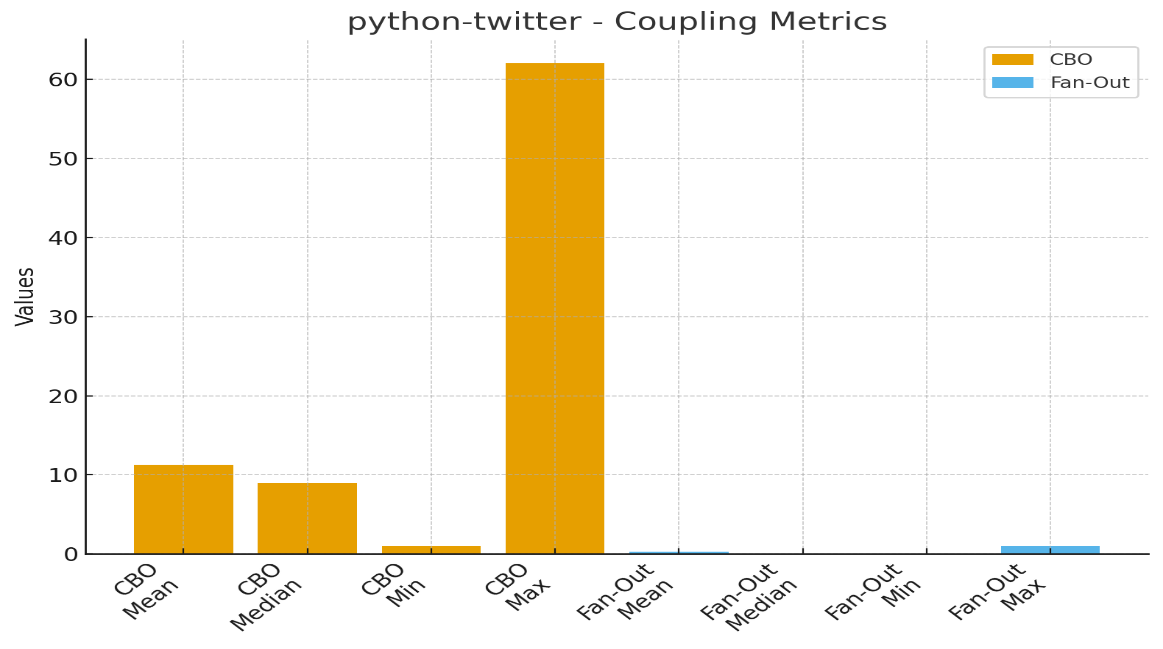 python-twitter - Coupling Metrics
CBO
Fan-Out
Values
60
50
40
30
20
10
0
CBO
Mean
CBO
Median
CBO
Min
CBO
Max
Fan-Out
Mean
Fan-Out
Median
Fan-Out
Min
Fan-Out
Max